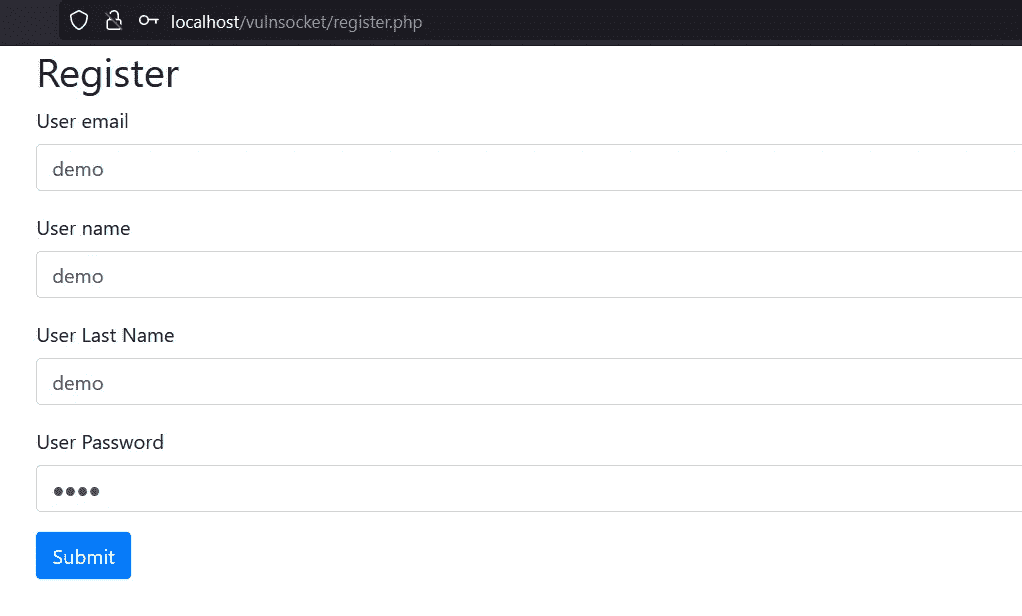 localhost/vulnsocket/register.php
Register
User email
demo
User name
demo
User Last Name
demo
User Password
●●●●
Submit